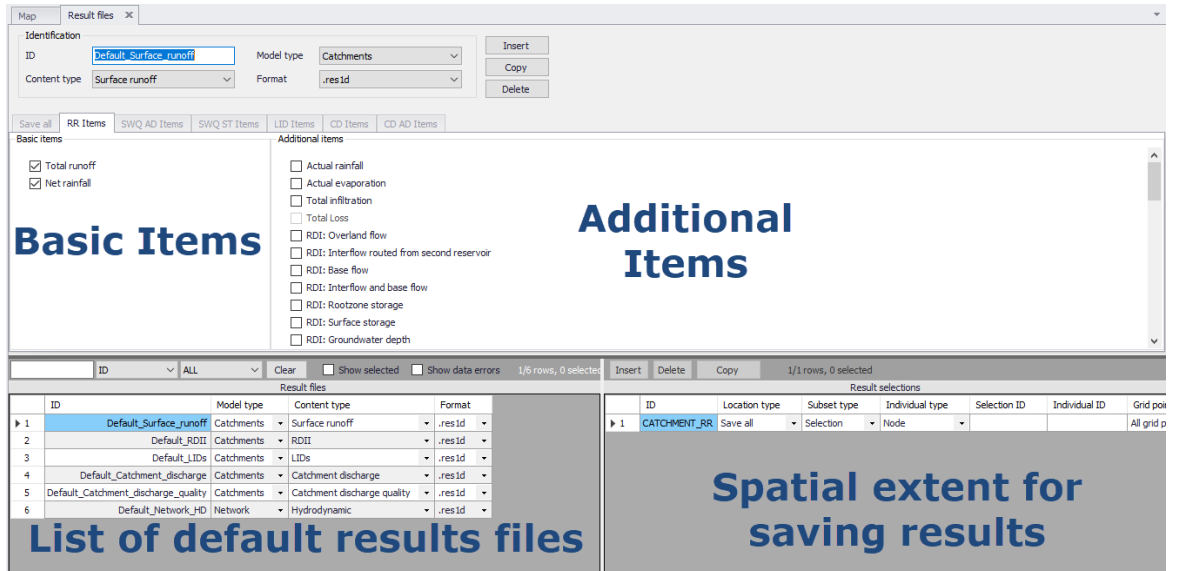 Map Result files
Identification
ID Default_Surface_runoff Model type Catchments Insert
Content type Surface runoff Format .res1d Copy
Delete
Save all RR Items SWQ AD Items SWQ ST Items LID Items CD Items CD AD Items
Basic items Additional items
Total runoff Actual rainfall
Net rainfall Actual evaporation
Total infiltration
Total Loss
RDI: Overland flow
RDI: Interflow routed from second reservoir
RDI: Base flow
RDI: Interflow and base flow
RDI: Rootzone storage
RDI: Surface storage
RDI: Groundwater depth
Basic Items
Additional
Items
ID ALL Clear Show selected Show data errors 1/6 rows, 0 selected
Result files
ID Model type Content type Format
1 Default_Surface_runoff Catchments Surface runoff .res1d
2 Default_RDII Catchments RDII .res1d
3 Default_LIDs Catchments LIDs .res1d
4 Default_Catchment_discharge Catchments Catchment discharge .res1d
5 Default_Catchment_discharge_quality Catchments Catchment discharge quality .res1d
6 Default_Network_HD Network Hydrodynamic .res1d
List of default results files
Insert Delete Copy 1/1 rows, 0 selected
Result selections
ID Location type Subset type Individual type Selection ID Individual ID Grid poi
1 CATCHMENT_RR Save all Selection Node All grid p
Spatial extent for
saving results